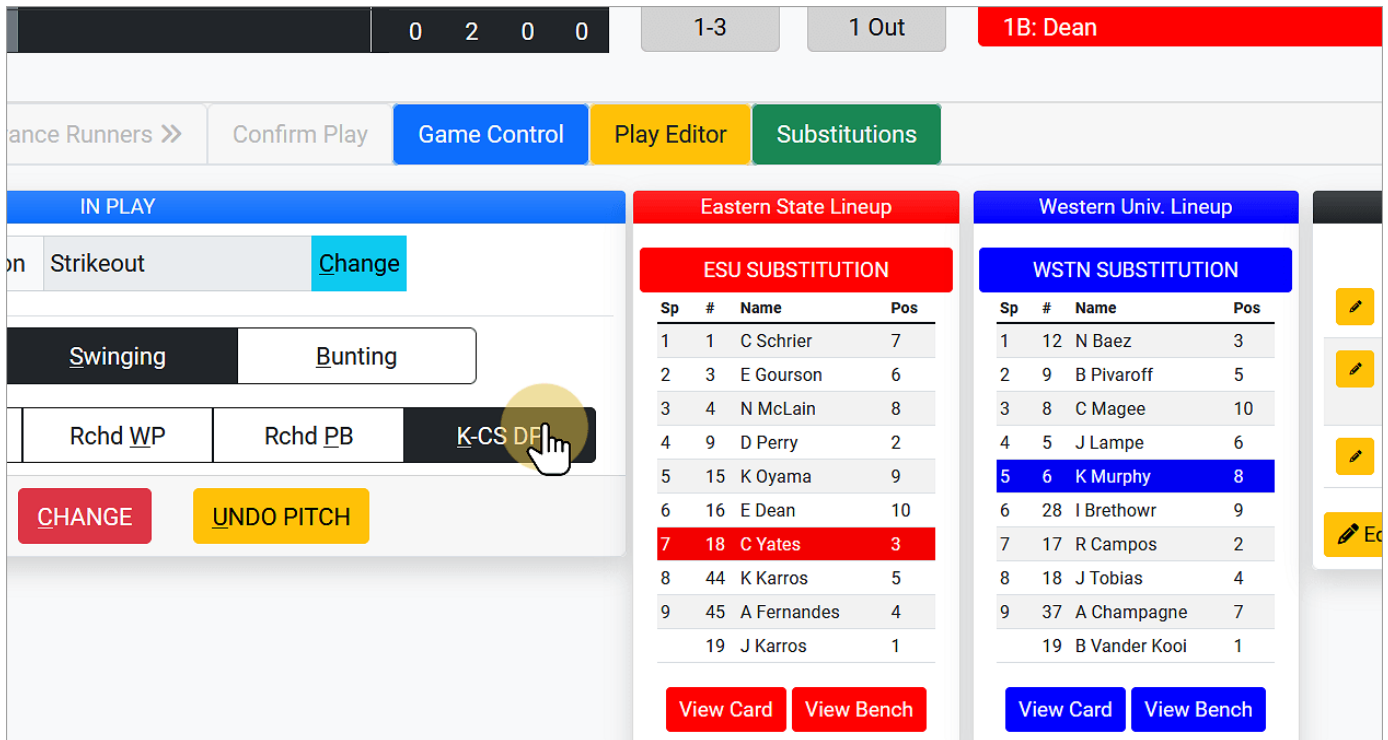 0 2 0 0
1-3
1 Out
1B: Dean
ance Runners
Confirm Play
Game Control
Play Editor
Substitutions
IN PLAY
on
Strikeout
Change
Swinging
Bunting
Rchd WP
Rchd PB
K-CS DP
CHANGE
UNDO PITCH
Eastern State Lineup
ESU SUBSTITUTION
Sp # Name Pos
1 1 C Schrier 7
2 3 E Gourson 6
3 4 N McLain 8
4 9 D Perry 2
5 15 K Oyama 9
6 16 E Dean 10
7 18 C Yates 3
8 44 K Karros 5
9 45 A Fernandes 4
19 J Karros 1
View Card
View Bench
Western Univ. Lineup
WSTN SUBSTITUTION
Sp # Name Pos
1 12 N Baez 3
2 9 B Pivaroff 5
3 8 C Magee 10
4 5 J Lampe 6
5 6 K Murphy 8
6 28 I Brethowr 9
7 17 R Campos 2
8 18 J Tobias 4
9 37 A Champagne 7
19 B Vander Kooi 1
View Card
View Bench